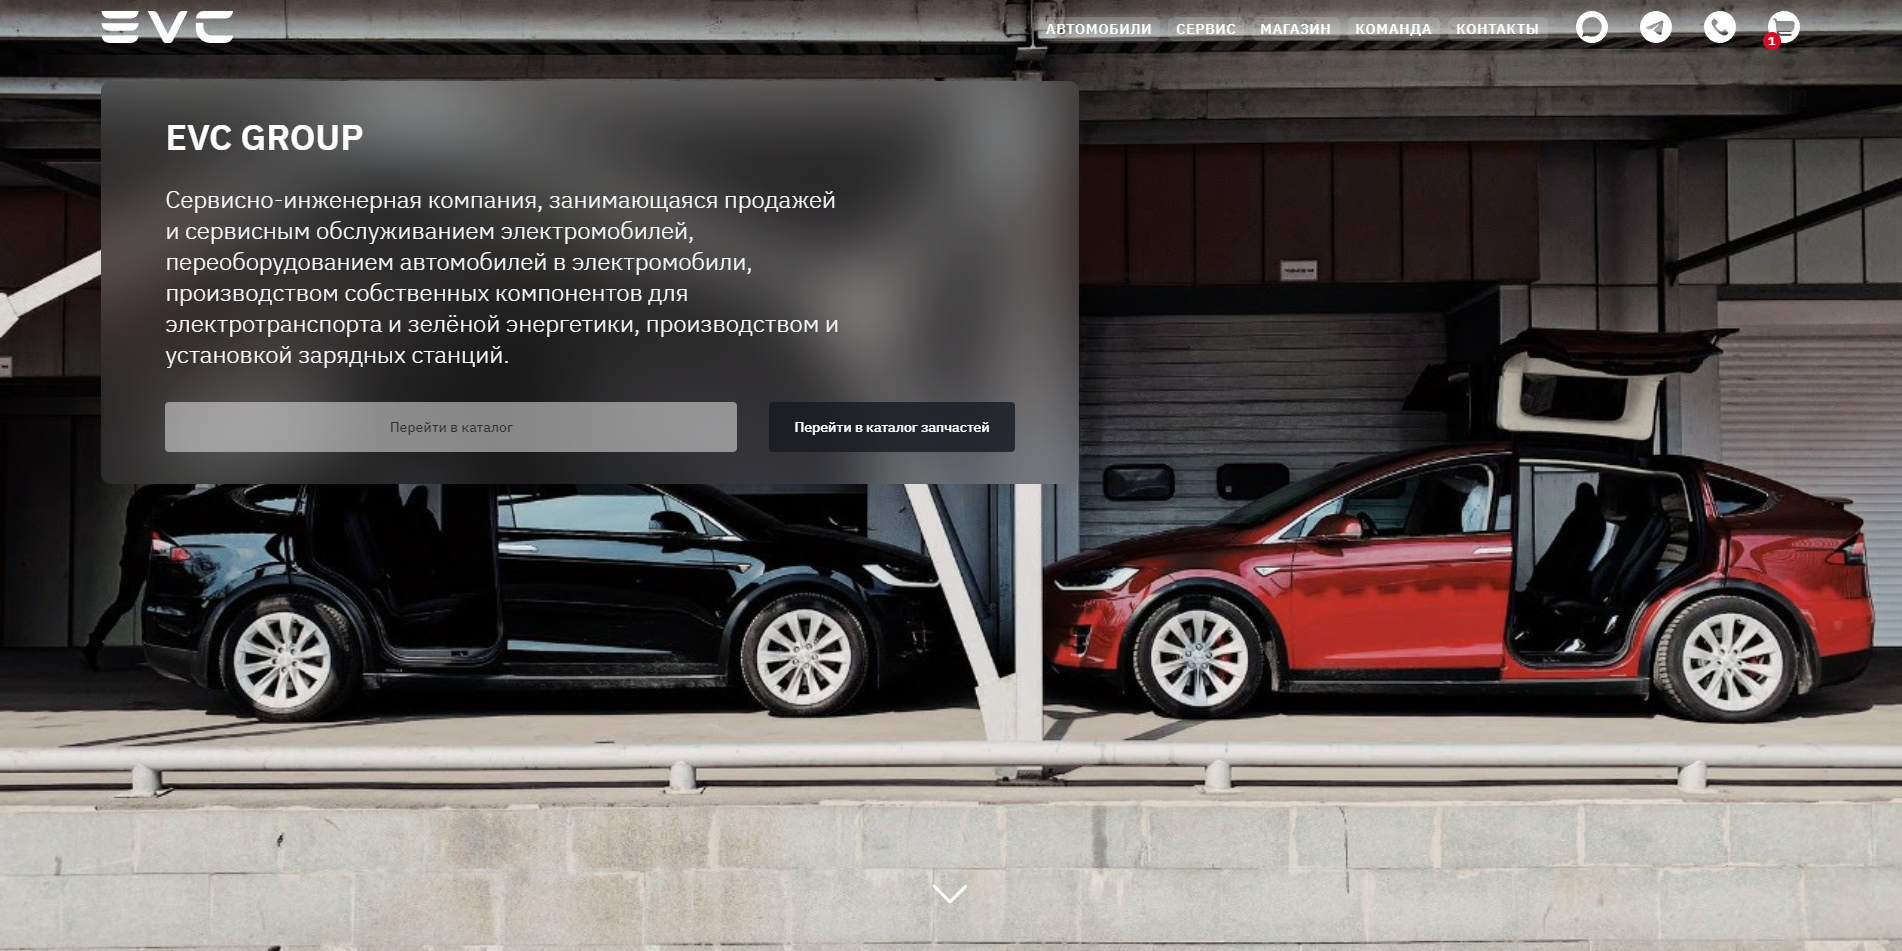 EVC
АВТОМОБИЛИ СЕРВИС МАГАЗИН КОМАНДА КОНТАКТЫ
1
EVC GROUP
Сервисно-инженерная компания, занимающаяся продажей
и сервисным обслуживанием электромобилей,
переоборудованием автомобилей в электромобили,
производством собственных компонентов для
электротранспорта и зелёной энергетики, производством и
установкой зарядных станций.
Перейти в каталог
Перейти в каталог запчастей